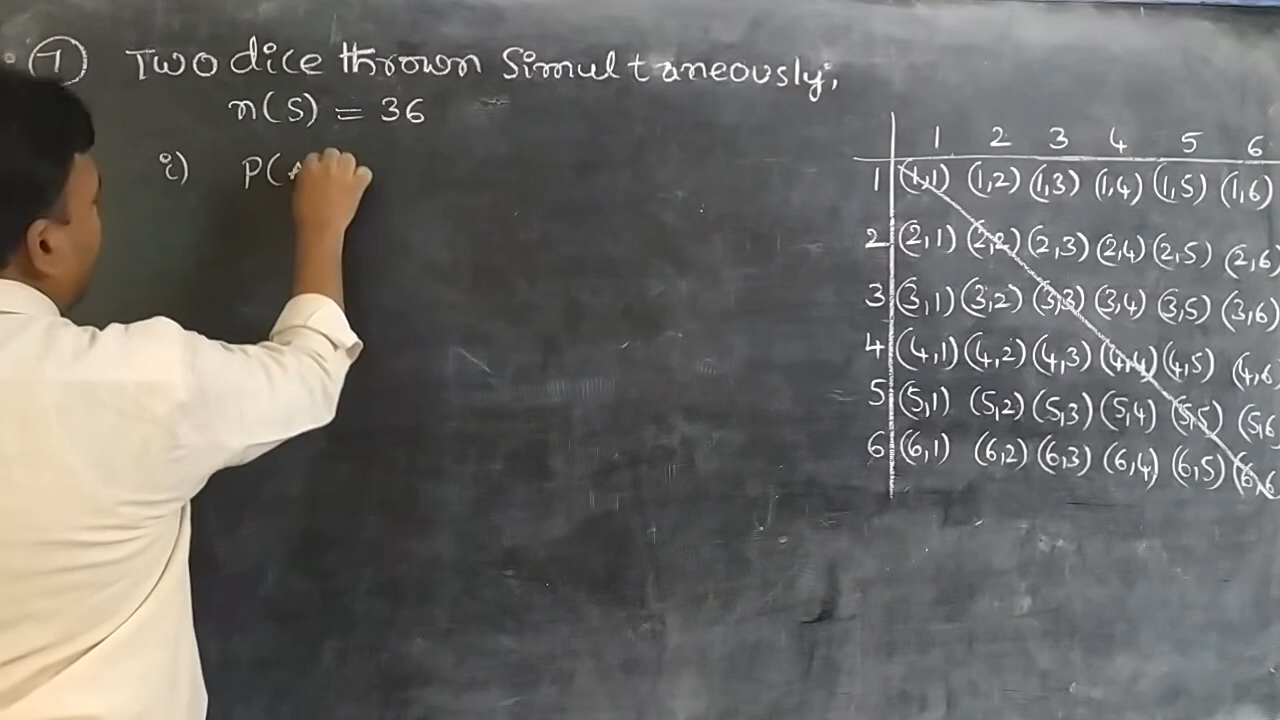 7 Two dice thrown Simultaneously,
n(S) = 36
i) P(
1 2 3 4 5 6
1 (1,1) (1,2) (1,3) (1,4) (1,5) (1,6)
2 (2,1) (2,2) (2,3) (2,4) (2,5) (2,6
3 (3,1) (3,2) (3,3) (3,4) (3,5) (3,6)
4 (4,1) (4,2) (4,3) (4,4) (4,5) (4,6
5 (5,1) (5,2) (5,3) (5,4) (5,5) (5,6
6 (6,1) (6,2) (6,3) (6,4) (6,5) (6,6